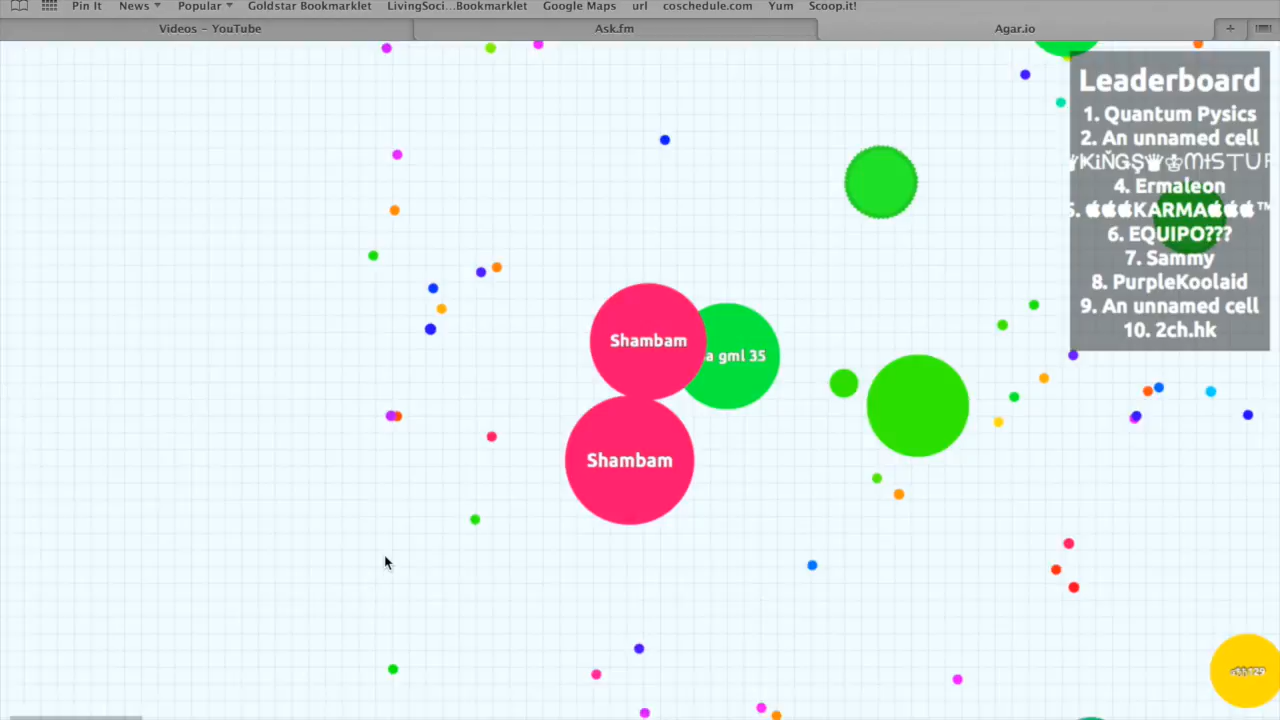 Pin It News Popular Goldstar Bookmarklet LivingSoci...Bookmarklet Google Maps url coschedule.com Yum Scoop.it!
Videos – YouTube Ask.fm Agar.io +
Leaderboard
1. Quantum Pysics
2. An unnamed cell
4. Ermaleon
5. KARMA™
6. EQUIPO???
7. Sammy
8. PurpleKoolaid
9. An unnamed cell
10. 2ch.hk
Shambam
a gml 35
Shambam